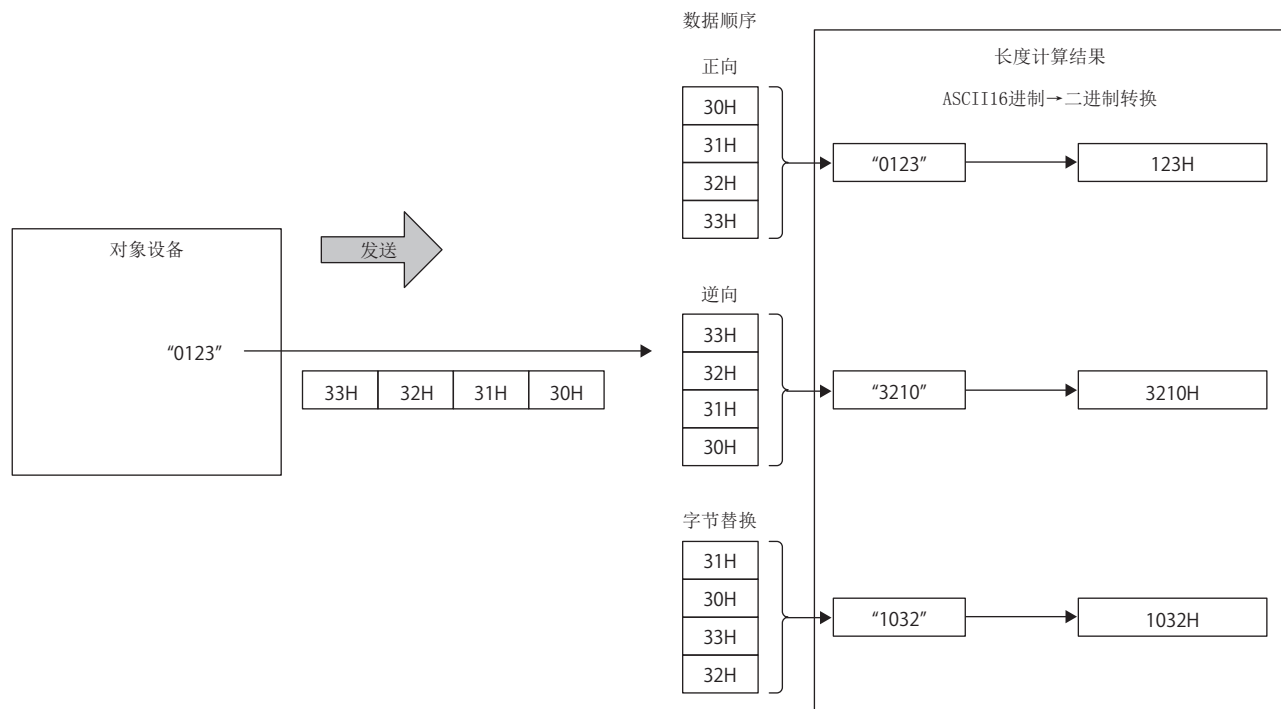 数据顺序
长度计算结果
ASCII16进制→二进制转换
正向
30H
31H
32H
33H
“0123”
123H
对象设备
发送
“0123”
33H 32H 31H 30H
逆向
33H
32H
31H
30H
“3210”
3210H
字节替换
31H
30H
33H
32H
“1032”
1032H